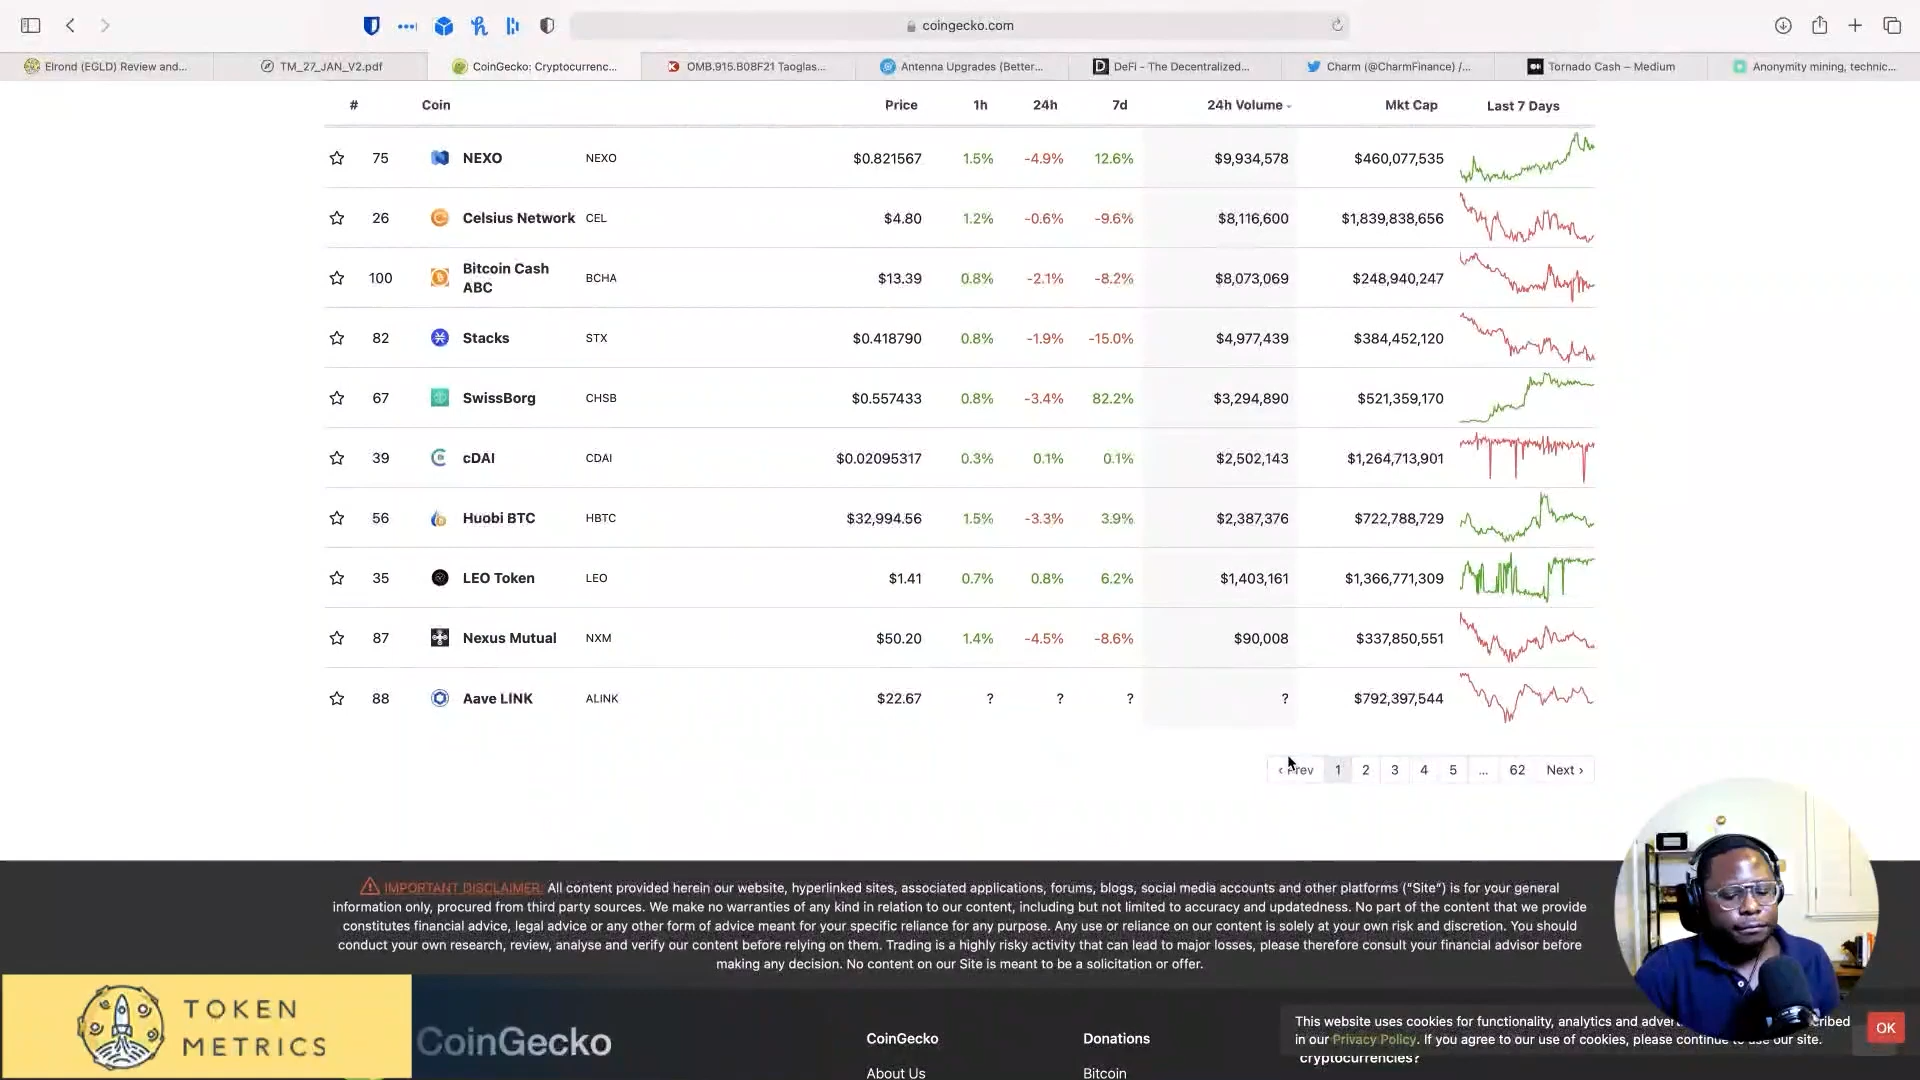 coingecko.com
Elrond (EGLD) Review and...
TM_27_JAN_V2.pdf
CoinGecko: Cryptocurrenc...
OMB.915.B08F21 Taoglas...
Antenna Upgrades (Better...
DeFi - The Decentralized...
Charm (@CharmFinance) /...
Tornado Cash – Medium
Anonymity mining, technic...
# Coin Price 1h 24h 7d 24h Volume Mkt Cap Last 7 Days
75 NEXO NEXO $0.821567 1.5% -4.9% 12.6% $9,934,578 $460,077,535
26 Celsius Network CEL $4.80 1.2% -0.6% -9.6% $8,116,600 $1,839,838,656
100 Bitcoin Cash ABC BCHA $13.39 0.8% -2.1% -8.2% $8,073,069 $248,940,247
82 Stacks STX $0.418790 0.8% -1.9% -15.0% $4,977,439 $384,452,120
67 SwissBorg CHSB $0.557433 0.8% -3.4% 82.2% $3,294,890 $521,359,170
39 cDAI CDAI $0.02095317 0.3% 0.1% 0.1% $2,502,143 $1,264,713,901
56 Huobi BTC HBTC $32,994.56 1.5% -3.3% 3.9% $2,387,376 $722,788,729
35 LEO Token LEO $1.41 0.7% 0.8% 6.2% $1,403,161 $1,366,771,309
87 Nexus Mutual NXM $50.20 1.4% -4.5% -8.6% $90,008 $337,850,551
88 Aave LINK ALINK $22.67 ? ? ? ? $792,397,544
‹ Prev 1 2 3 4 5 ... 62 Next ›
IMPORTANT DISCLAIMER: All content provided herein our website, hyperlinked sites, associated applications, forums, blogs, social media accounts and other platforms ("Site") is for your general
information only, procured from third party sources. We make no warranties of any kind in relation to our content, including but not limited to accuracy and updatedness. No part of the content that we provide
constitutes financial advice, legal advice or any other form of advice meant for your specific reliance for any purpose. Any use or reliance on our content is solely at your own risk and discretion. You should
conduct your own research, review, analyse and verify our content before relying on them. Trading is a highly risky activity that can lead to major losses, please therefore consult your financial advisor before
making any decision. No content on our Site is meant to be a solicitation or offer.
TOKEN
METRICS
CoinGecko
CoinGecko
About Us
Donations
Bitcoin
This website uses cookies for functionality, analytics and
in our Privacy Policy. If you agree to our use of cookies, please continue to use our site.
cryptocurrencies?
OK